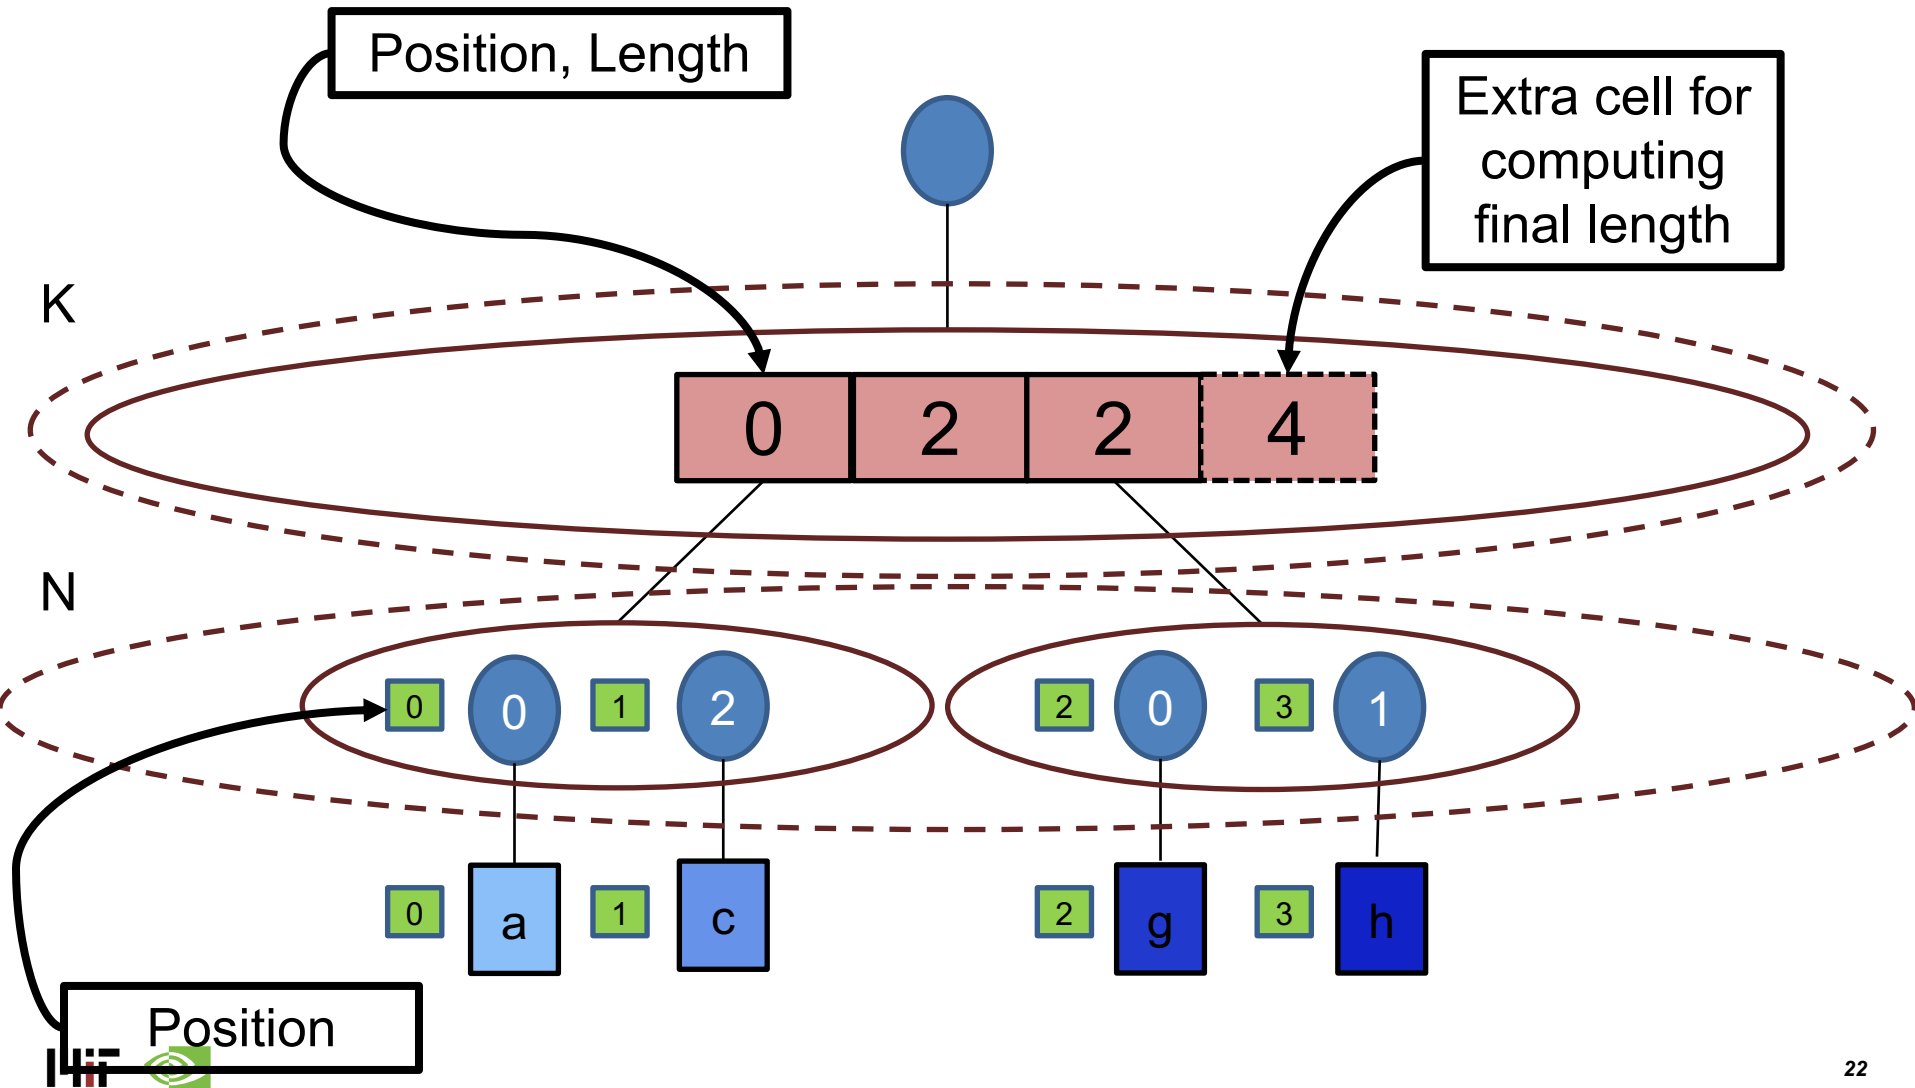 Position, Length
Extra cell for
computing
final length
K
0 2 2 4
N
0 0 1 2 2 0 3 1
0 a 1 c 2 g 3 h
Position
22